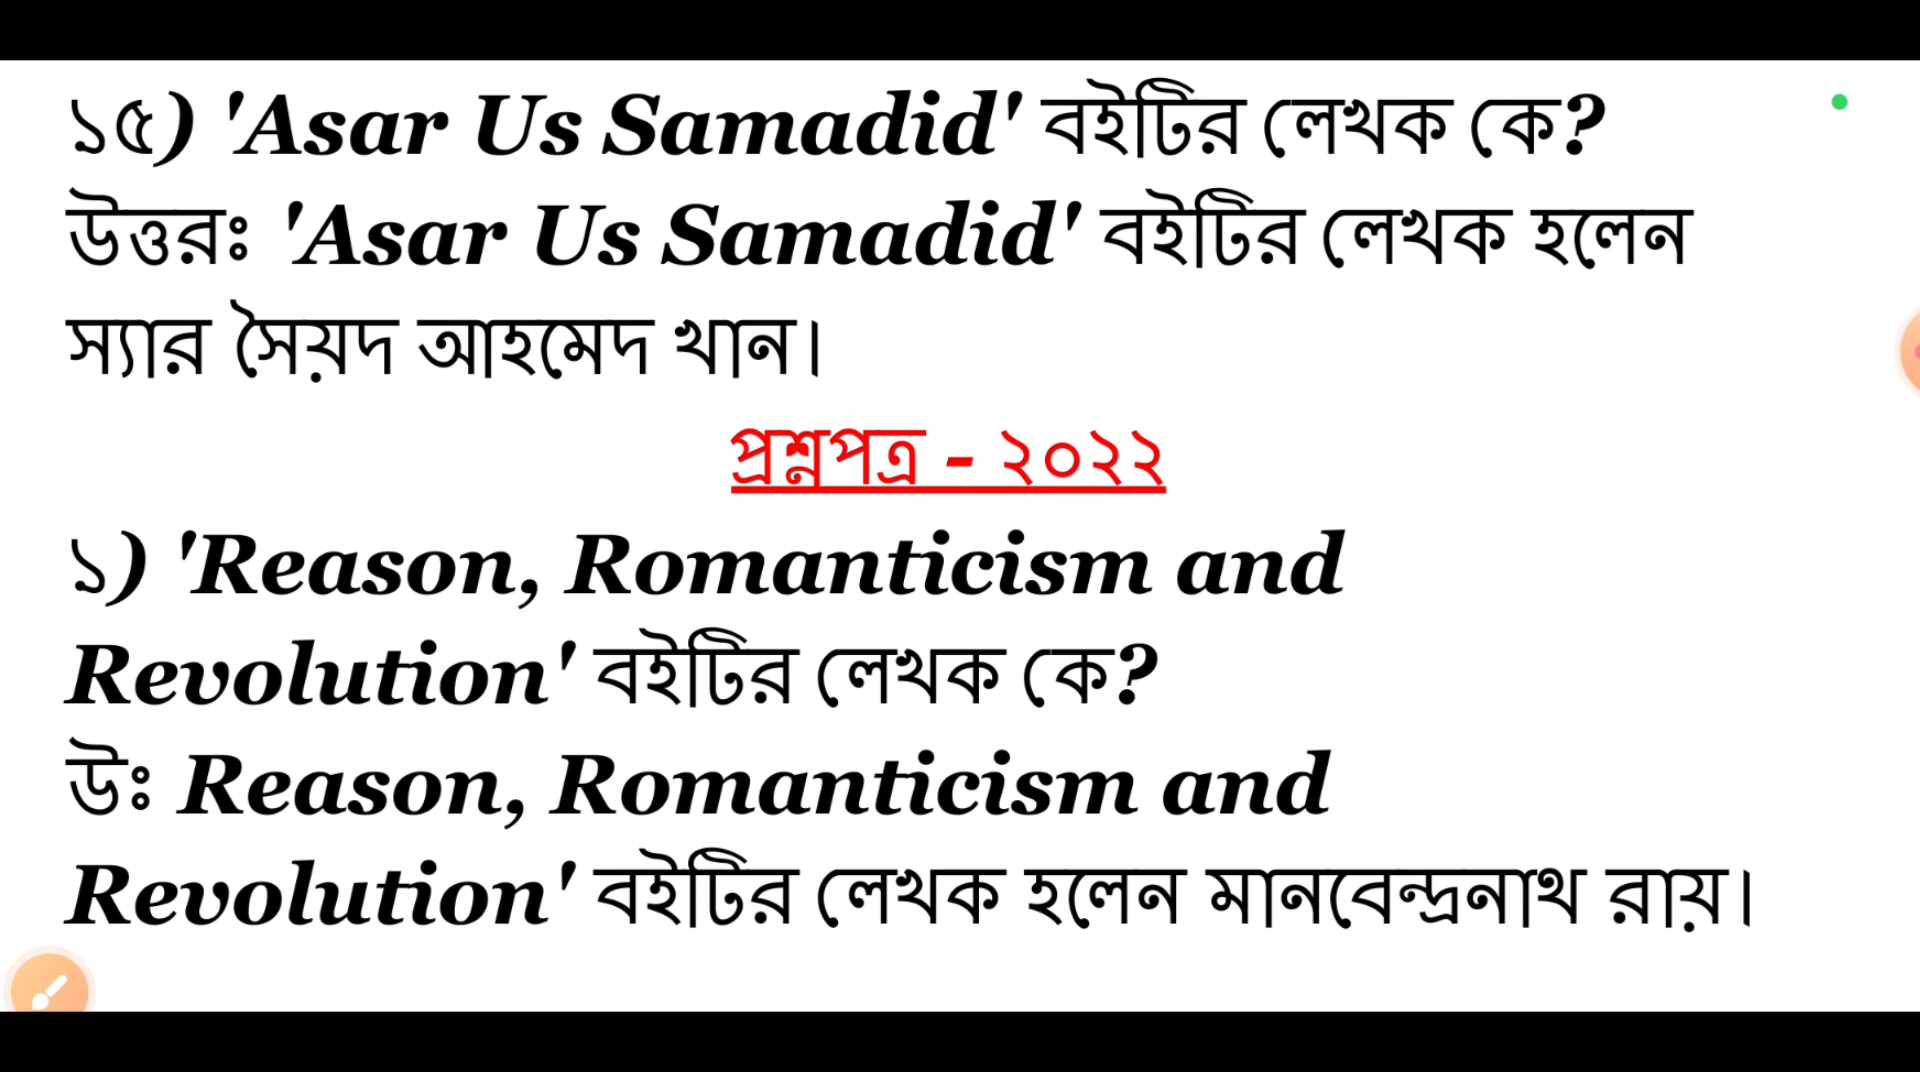 ১৫) 'Asar Us Samadid' বইটির লেখক কে?
উত্তরঃ 'Asar Us Samadid' বইটির লেখক হলেন
স্যার সৈয়দ আহমেদ খান।
প্রশ্নপত্র - ২০২২
১) 'Reason, Romanticism and
Revolution' বইটির লেখক কে?
উঃ Reason, Romanticism and
Revolution' বইটির লেখক হলেন মানবেন্দ্রনাথ রায়।